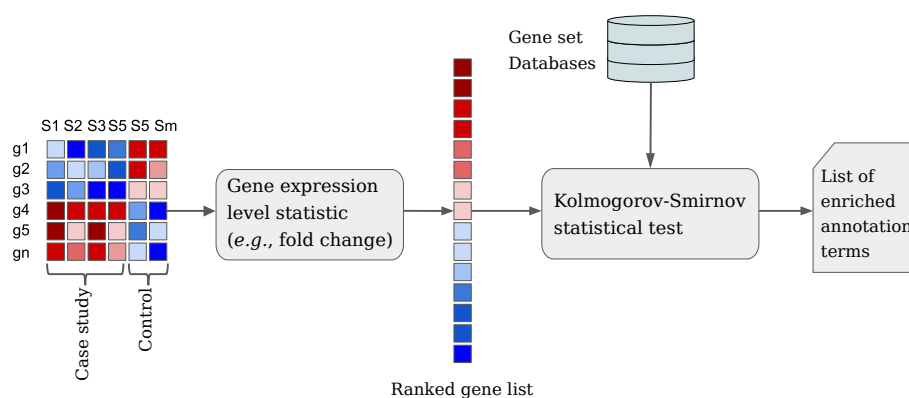 Gene set
Databases
S1 S2 S3 S5 S5 Sm
g1
g2
g3
g4
g5
gn
Case study
Control
Gene expression
level statistic
(e.g., fold change)
Ranked gene list
Kolmogorov-Smirnov
statistical test
List of
enriched
annotation
terms